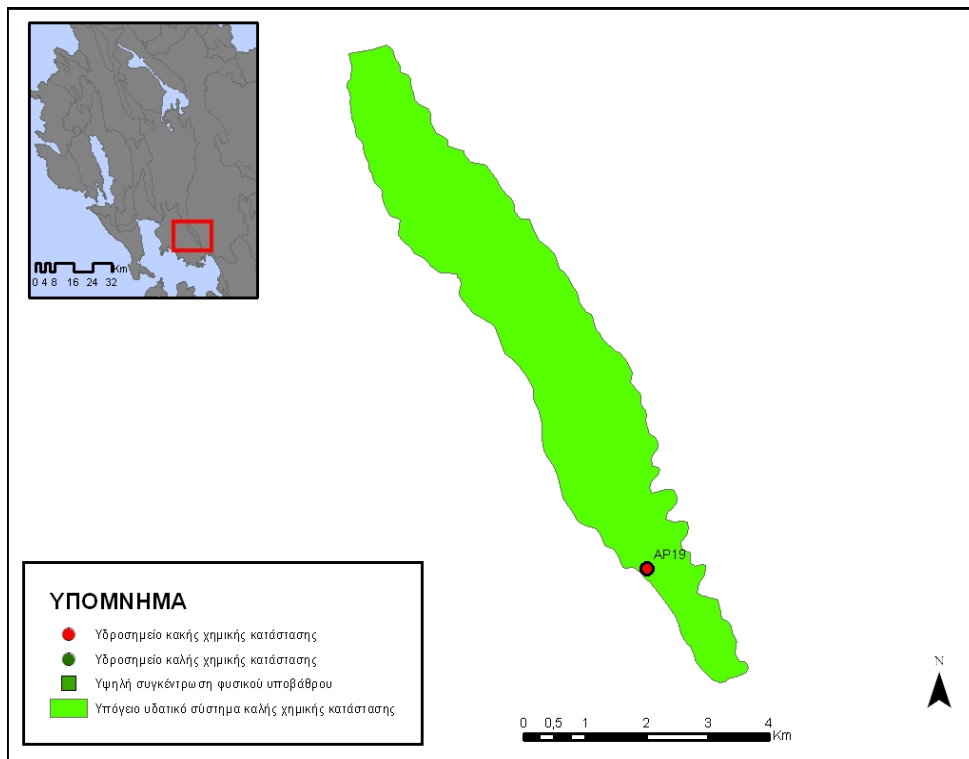 Km
0 4 8 16 24 32
AP19
ΥΠΟΜΝΗΜΑ
Υδροσημείο κακής χημικής κατάστασης
Υδροσημείο καλής χημικής κατάστασης
Υψηλή συγκέντρωση φυσικού υποβάθρου
Υπόγειο υδατικό σύστημα καλής χημικής κατάστασης
N
0 0,5 1 2 3 4
Km